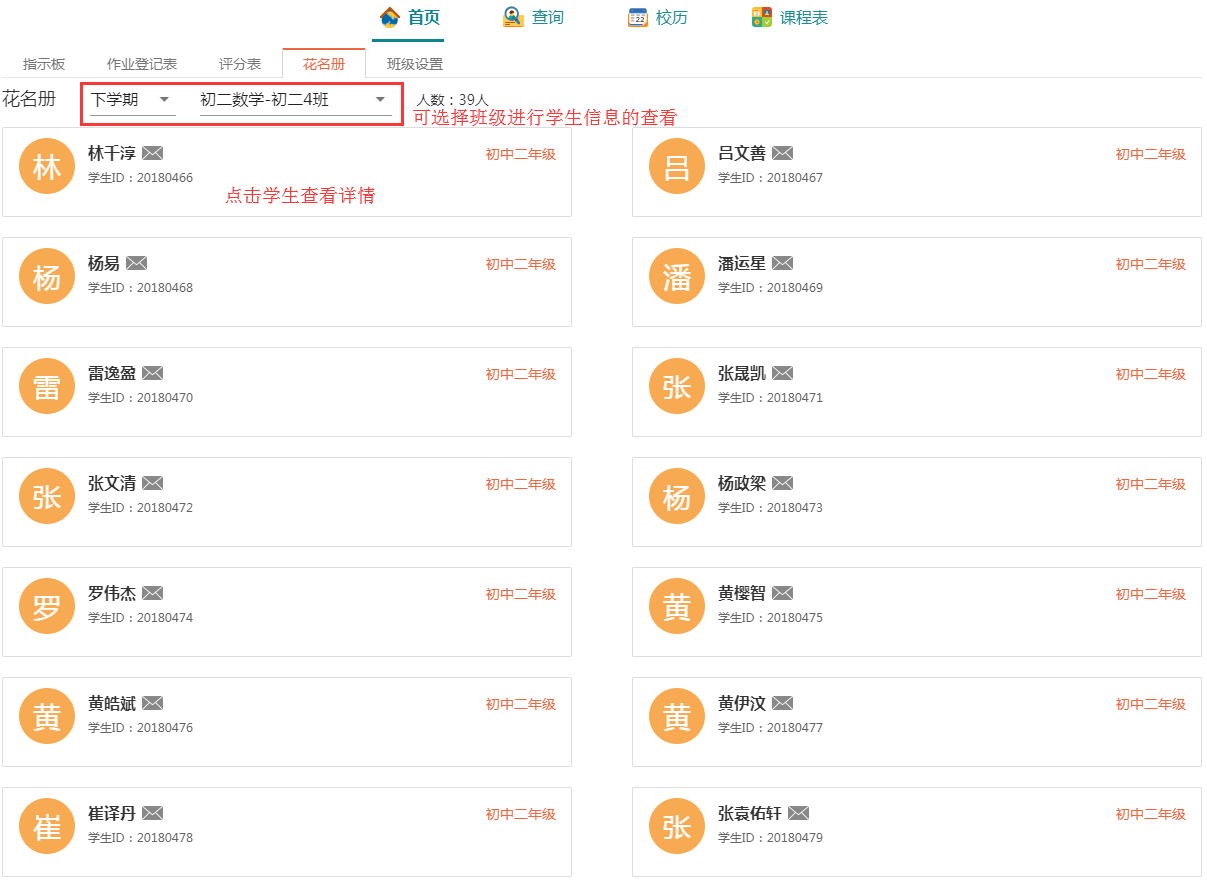 首页 查询 22 校历 课程表
指示板 作业登记表 评分表 花名册 班级设置
花名册 下学期 初二数学-初二4班 人数：39人
可选择班级进行学生信息的查看
林 林千淳 初中二年级
学生ID：20180466
点击学生查看详情
吕 吕文善 初中二年级
学生ID：20180467
杨 杨易 初中二年级
学生ID：20180468
潘 潘运星 初中二年级
学生ID：20180469
雷 雷逸盈 初中二年级
学生ID：20180470
张 张晟凯 初中二年级
学生ID：20180471
张 张文清 初中二年级
学生ID：20180472
杨 杨政梁 初中二年级
学生ID：20180473
罗 罗伟杰 初中二年级
学生ID：20180474
黄 黄樱智 初中二年级
学生ID：20180475
黄 黄皓斌 初中二年级
学生ID：20180476
黄 黄伊汶 初中二年级
学生ID：20180477
崔 崔译丹 初中二年级
学生ID：20180478
张 张袁佑轩 初中二年级
学生ID：20180479